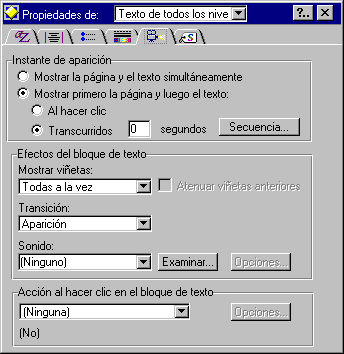 Propiedades de: Texto de todos los nive ?..
Instante de aparición
Mostrar la página y el texto simultáneamente
Mostrar primero la página y luego el texto:
Al hacer clic
Transcurridos 0 segundos Secuencia...
Efectos del bloque de texto
Mostrar viñetas:
Todas a la vez Atenuar viñetas anteriores
Transición:
Aparición
Sonido:
(Ninguno) Examinar... Opciones...
Acción al hacer clic en el bloque de texto
(Ninguna) Opciones...
(No)